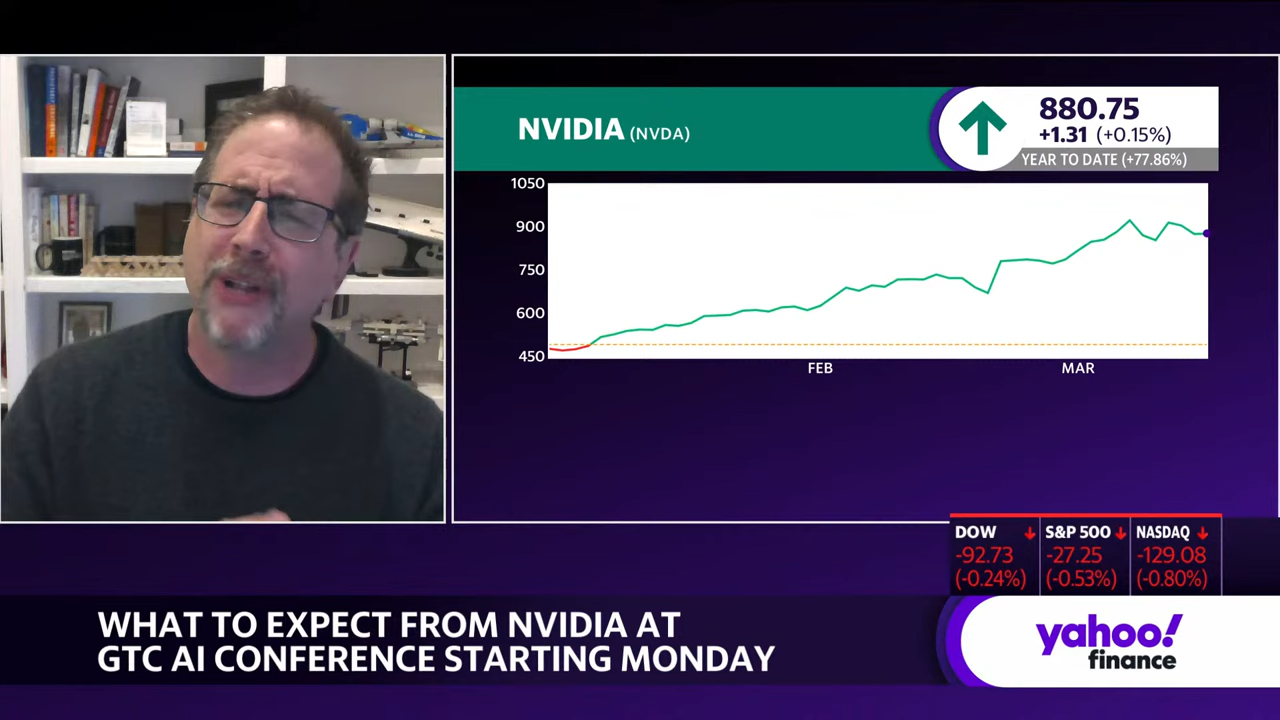 NVIDIA (NVDA)
880.75
+1.31 (+0.15%)
YEAR TO DATE (+77.86%)
1050
900
750
600
450
FEB
MAR
DOW
-92.73
(-0.24%)
S&P 500
-27.25
(-0.53%)
NASDAQ
-129.08
(-0.80%)
WHAT TO EXPECT FROM NVIDIA AT
GTC AI CONFERENCE STARTING MONDAY
yahoo!
finance